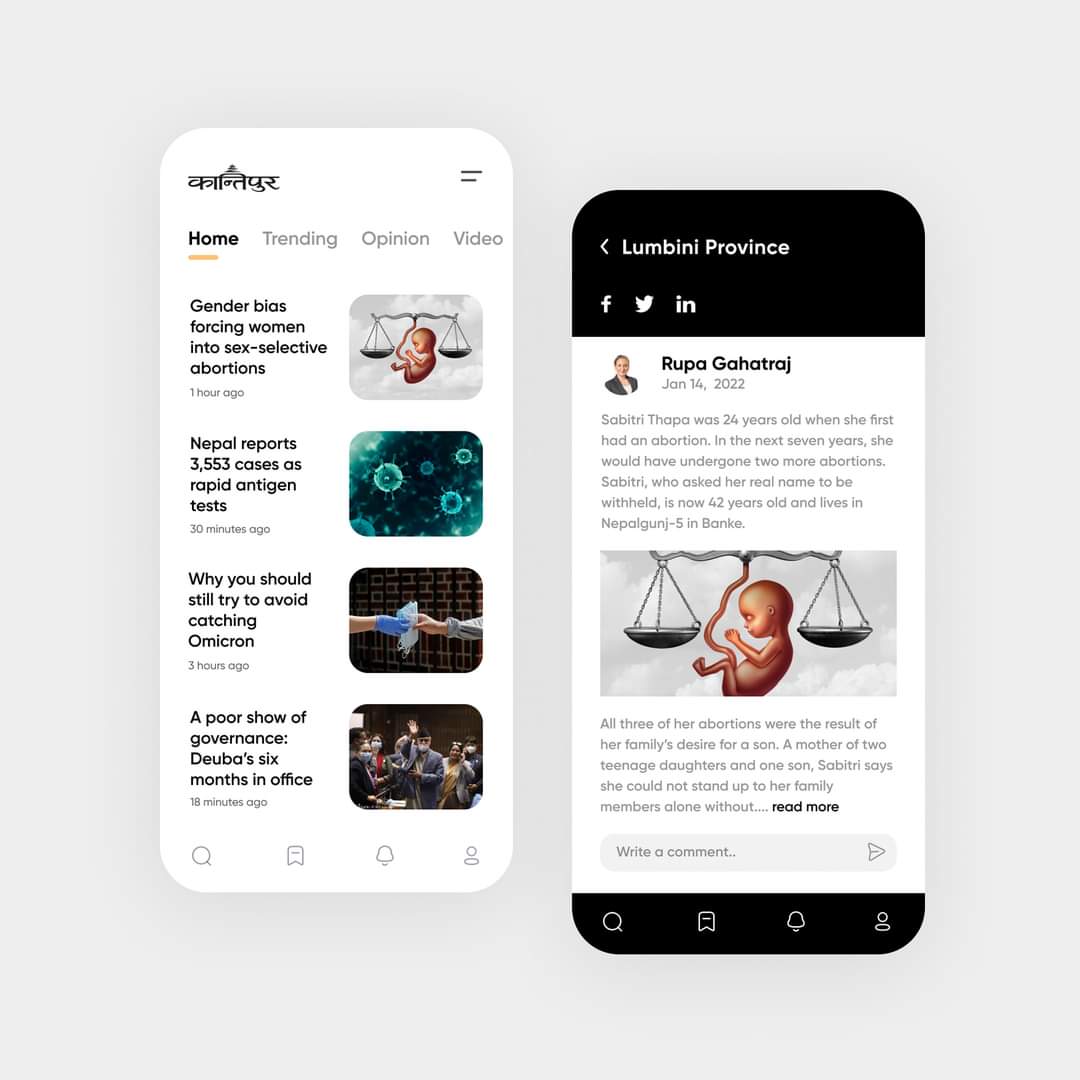 कान्तिपुर
Home Trending Opinion Video
Gender bias
forcing women
into sex-selective
abortions
1 hour ago
Nepal reports
3,553 cases as
rapid antigen
tests
30 minutes ago
Why you should
still try to avoid
catching
Omicron
3 hours ago
A poor show of
governance:
Deuba's six
months in office
18 minutes ago
Lumbini Province
Rupa Gahatraj
Jan 14, 2022
Sabitri Thapa was 24 years old when she first
had an abortion. In the next seven years, she
would have undergone two more abortions.
Sabitri, who asked her real name to be
withheld, is now 42 years old and lives in
Nepalgunj-5 in Banke.
All three of her abortions were the result of
her family's desire for a son. A mother of two
teenage daughters and one son, Sabitri says
she could not stand up to her family
members alone without.... read more
Write a comment..